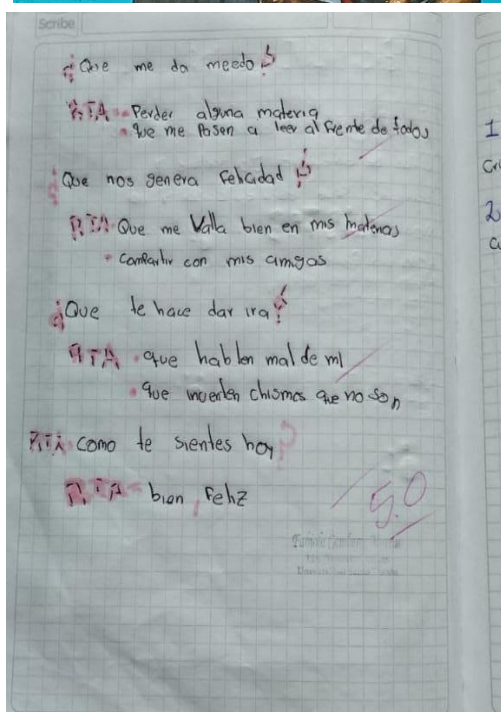 Scribe
¿Que me da meedo?
RTA • Perder alguna materia
• que me Pasen a leer al frente de todos
¿Que nos genera felicidad?
RTA • Que me Valla bien en mis materias
• compartir con mis amigos
¿Que te hace dar ira?
RTA • que hablen mal de mi
• que inventen chismes que no son
RTA • como te sientes hoy?
RTA • bien, feliz
5.0
1
2